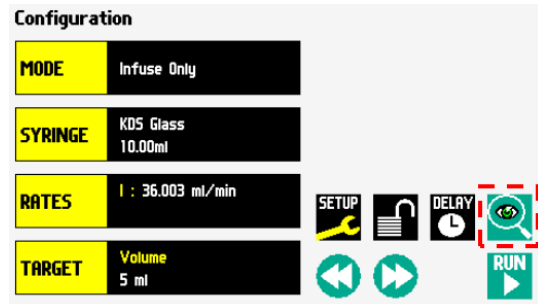 Configuration
MODE
Infuse Only
SYRINGE
KDS Glass
10.00ml
RATES
I : 36.003 ml/min
TARGET
Volume
5 ml
SETUP
DELAY
RUN